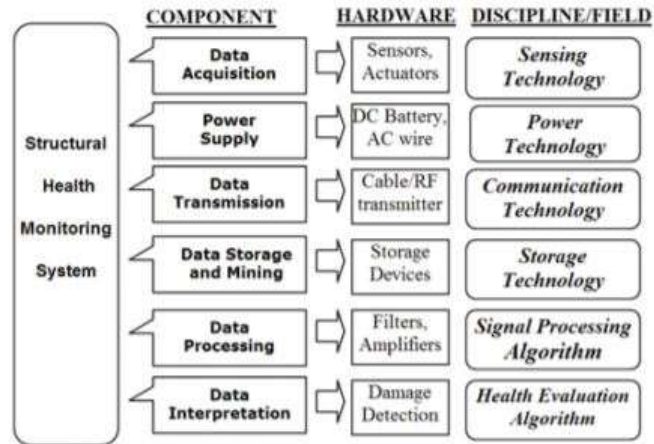 COMPONENT
HARDWARE
DISCIPLINE/FIELD
Structural
Health
Monitoring
System
Data
Acquisition
Sensors,
Actuators
Sensing
Technology
Power
Supply
DC Battery,
AC wire
Power
Technology
Data
Transmission
Cable/RF
transmitter
Communication
Technology
Data Storage
and Mining
Storage
Devices
Storage
Technology
Data
Processing
Filters,
Amplifiers
Signal Processing
Algorithm
Data
Interpretation
Damage
Detection
Health Evaluation
Algorithm